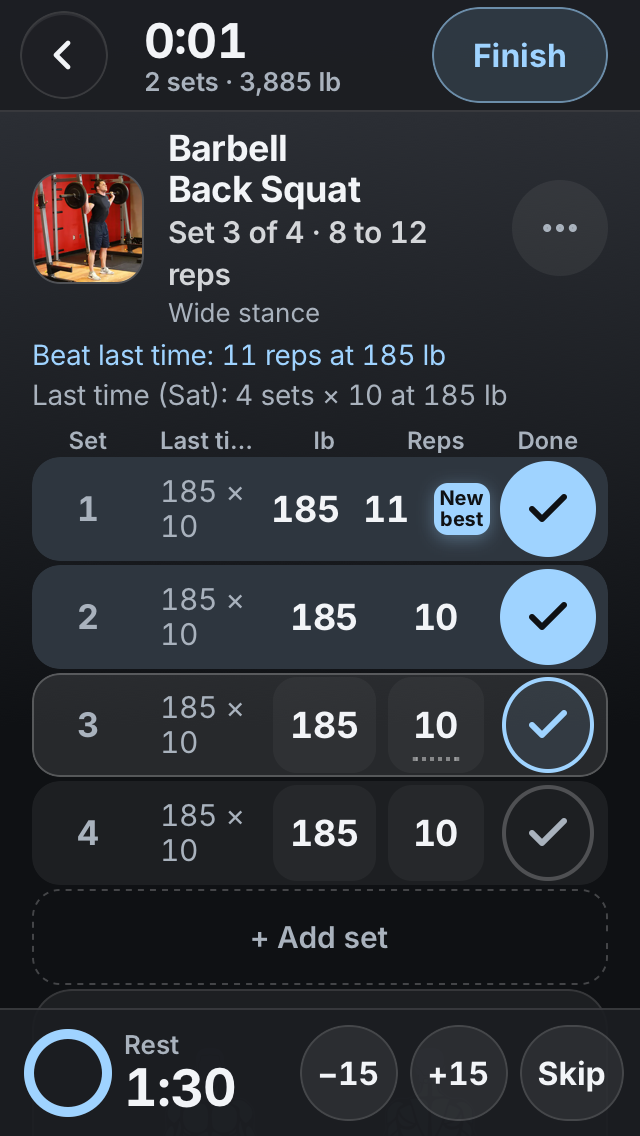 0:01
2 sets · 3,885 lb
Finish
Barbell
Back Squat
Set 3 of 4 · 8 to 12
reps
Wide stance
Beat last time: 11 reps at 185 lb
Last time (Sat): 4 sets × 10 at 185 lb
Set Last ti... lb Reps Done
1 185 ×
10 185 11 New
best
2 185 ×
10 185 10
3 185 ×
10 185 10
4 185 ×
10 185 10
+ Add set
Rest
1:30 −15 +15 Skip